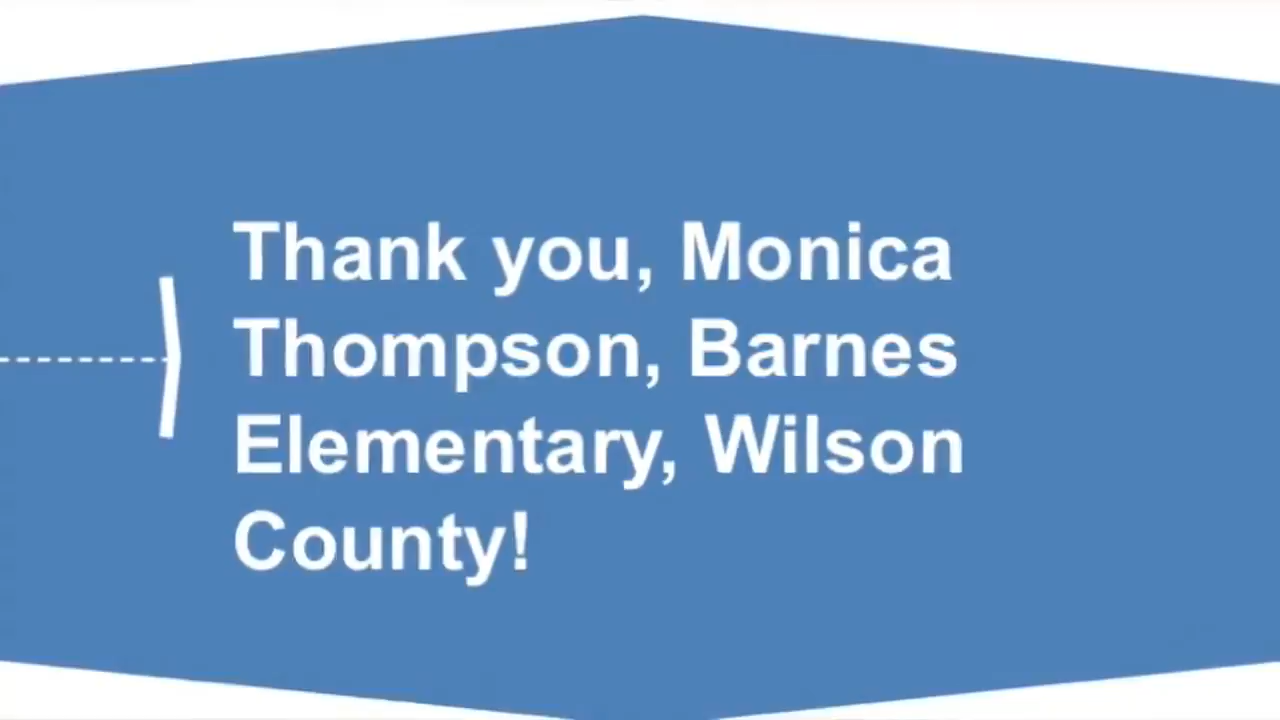 Thank you, Monica
Thompson, Barnes
Elementary, Wilson
County!